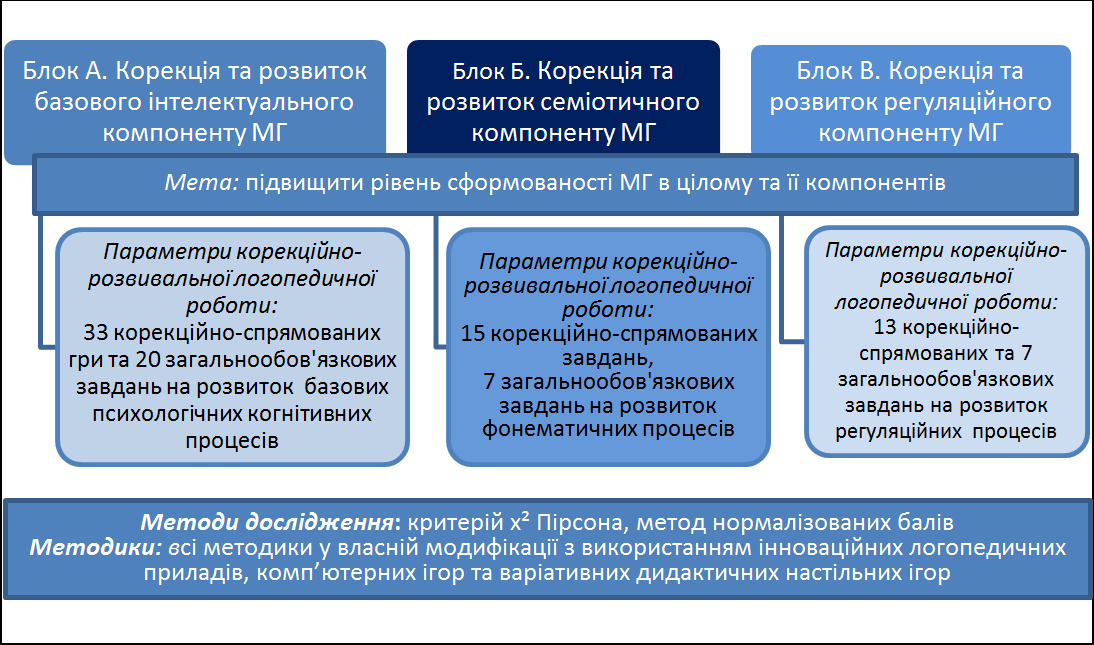 Блок А. Корекція та розвиток
базового інтелектуального
компоненту МГ
Блок Б. Корекція та
розвиток семіотичного
компоненту МГ
Блок В. Корекція та
розвиток регуляційного
компоненту МГ
Мета: підвищити рівень сформованості МГ в цілому та її компонентів
Параметри корекційно-
розвивальної логопедичної
роботи:
33 корекційно-спрямованих
гри та 20 загальнообов'язкових
завдань на розвиток базових
психологічних когнітивних
процесів
Параметри корекційно-
розвивальної логопедичної
роботи:
15 корекційно-спрямованих
завдань,
7 загальнообов'язкових
завдань на розвиток
фонематичних процесів
Параметри корекційно-
розвивальної
логопедичної роботи:
13 корекційно-
спрямованих та 7
загальнообов'язкових
завдань на розвиток
регуляційних процесів
Методи дослідження: критерій х² Пірсона, метод нормалізованих балів
Методики: всі методики у власній модифікації з використанням інноваційних логопедичних
приладів, комп’ютерних ігор та варіативних дидактичних настільних ігор